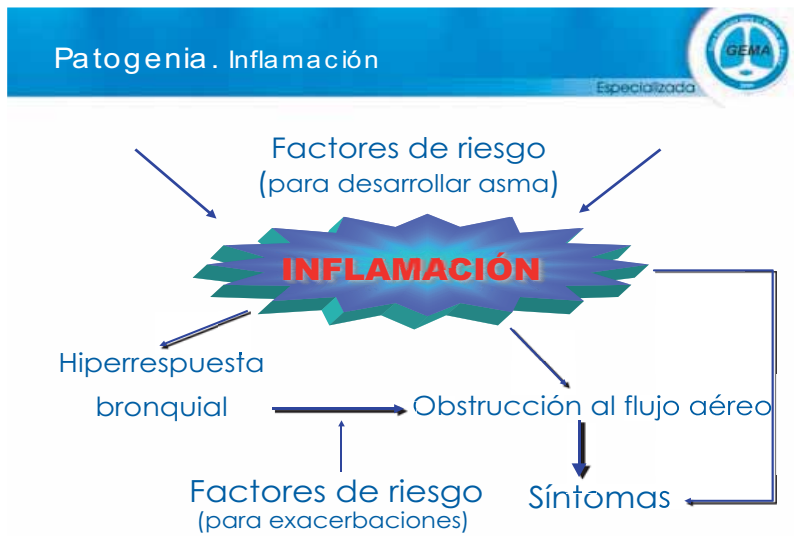 Patogenia. Inflamación
GEMA
Especializada
Factores de riesgo
(para desarrollar asma)
INFLAMACIÓN
Hiperrespuesta
bronquial
Obstrucción al flujo aéreo
Factores de riesgo
(para exacerbaciones)
Síntomas